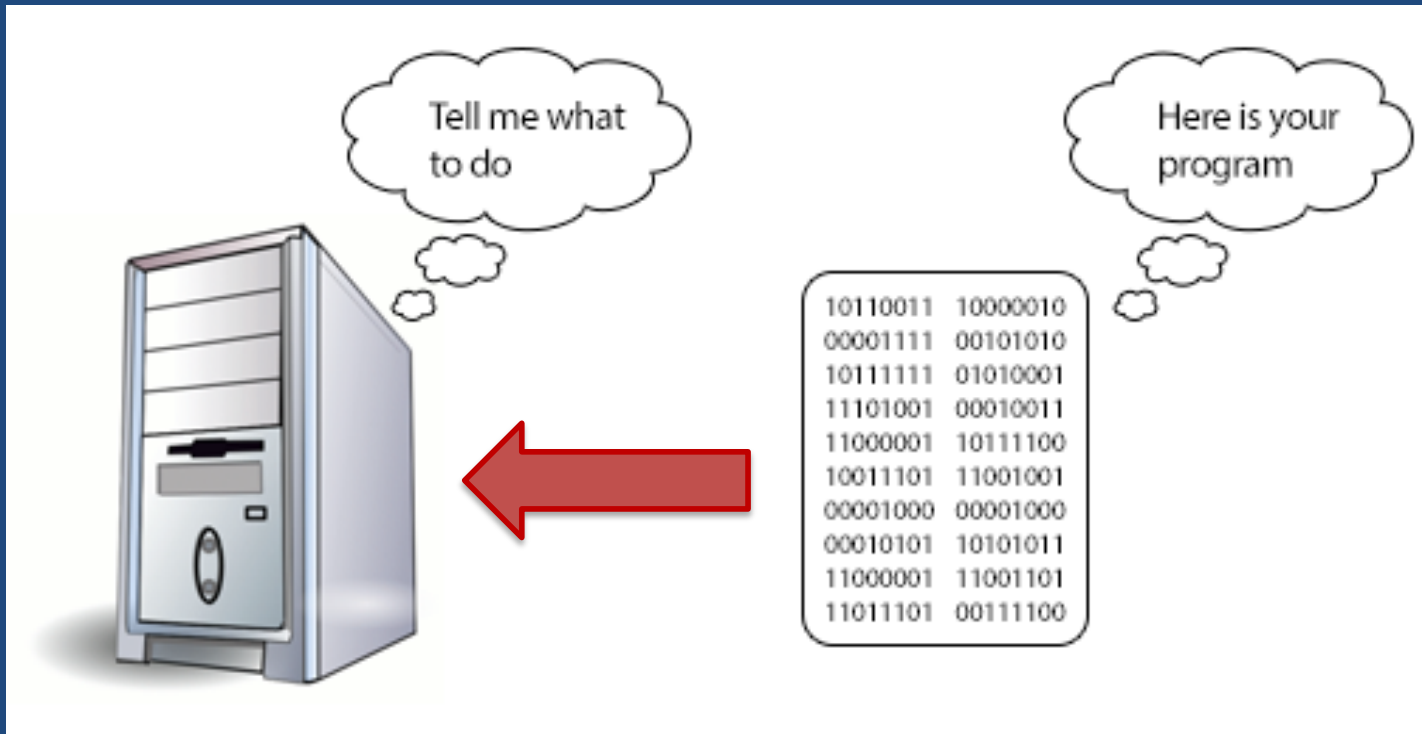 Tell me what
to do
Here is your
program
10110011 10000010
00001111 00101010
10111111 01010001
11101001 00010011
11000001 10111100
10011101 11001001
00001000 00001000
00010101 10101011
11000001 11001101
11011101 00111100